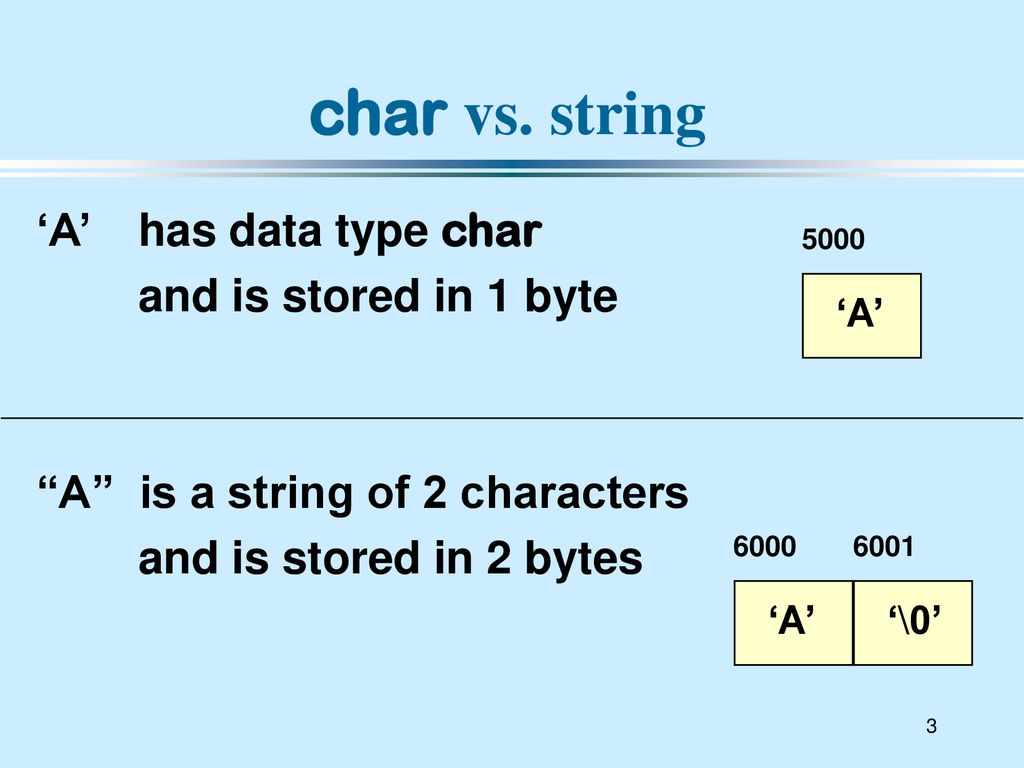 char vs. string
‘A’ has data type char
and is stored in 1 byte
5000
‘A’
“A” is a string of 2 characters
and is stored in 2 bytes
6000 6001
‘A’ ‘\0’
3